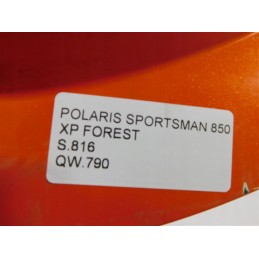 POLARIS SPORTSMAN 850
XP FOREST
S.816
QW.790